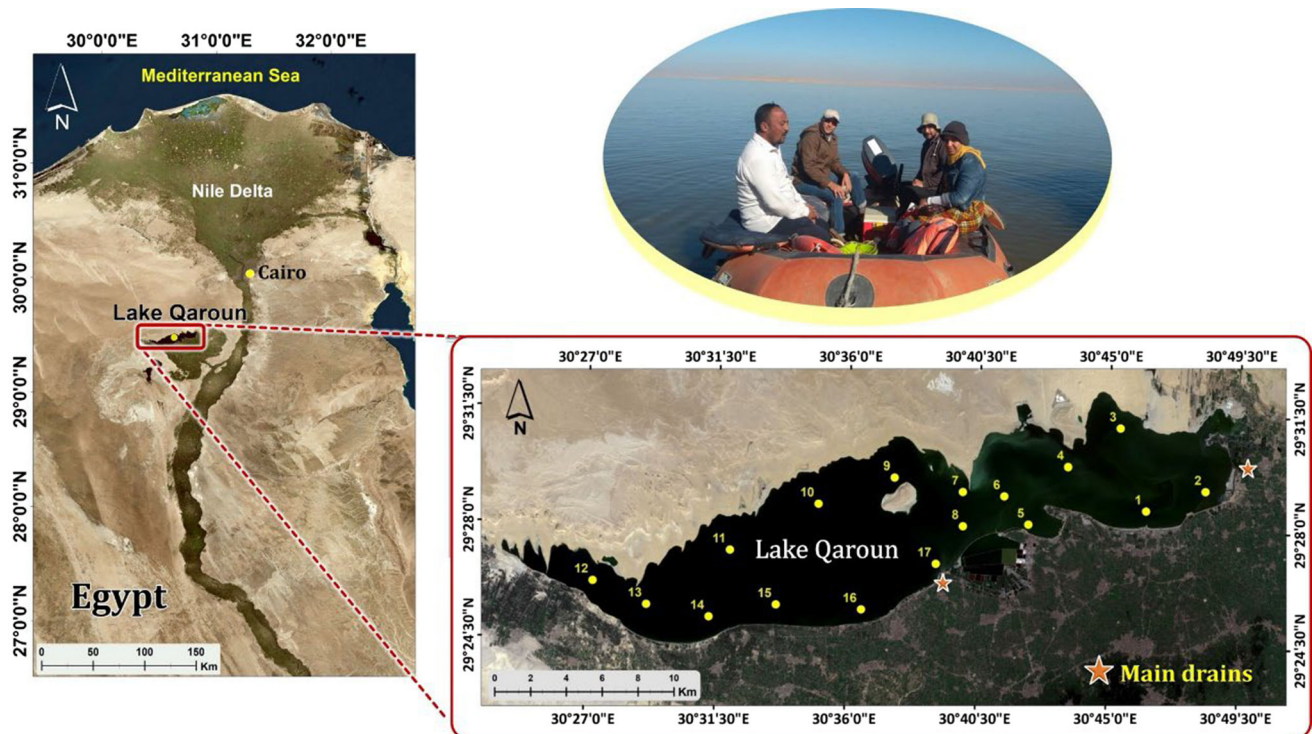 30°0'0"E 31°0'0"E 32°0'0"E
Mediterranean Sea
N
31°0'0"N
Nile Delta
30°0'0"N
Cairo
Lake Qaroun
29°0'0"N
28°0'0"N
Egypt
27°0'0"N
0 50 100 150
Km
30°27'0"E 30°31'30"E 30°36'0"E 30°40'30"E 30°45'0"E 30°49'30"E
29°31'30"N
N
29°31'30"N
3
4
9
7
6
2
10
1
8
5
29°28'0"N
29°28'0"N
11
Lake Qaroun
17
12
13
14
15
16
29°24'30"N
29°24'30"N
Main drains
0 2 4 6 8 10
Km
30°27'0"E 30°31'30"E 30°36'0"E 30°40'30"E 30°45'0"E 30°49'30"E